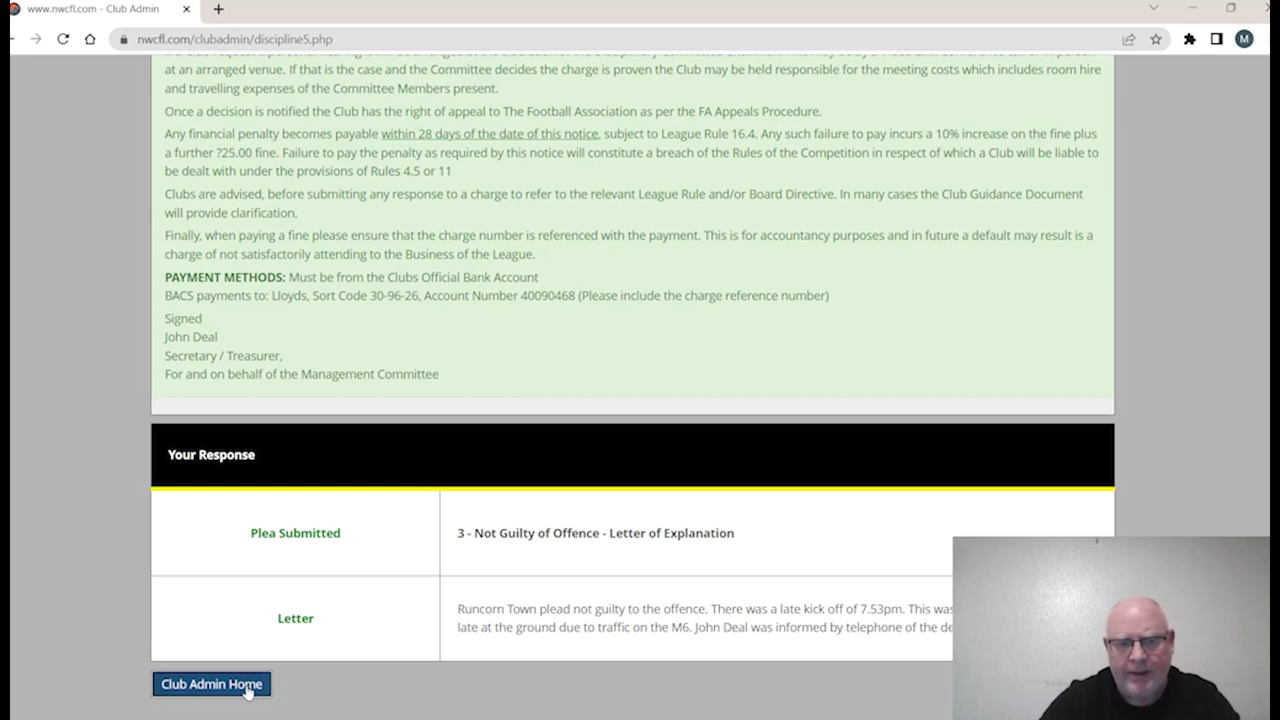 www.nwcfl.com - Club Admin
nwcfl.com/clubadmin/discipline5.php
M
at an arranged venue. If that is the case and the Committee decides the charge is proven the Club may be held responsible for the meeting costs which includes room hire
and travelling expenses of the Committee Members present.
Once a decision is notified the Club has the right of appeal to The Football Association as per the FA Appeals Procedure.
Any financial penalty becomes payable within 28 days of the date of this notice, subject to League Rule 16.4. Any such failure to pay incurs a 10% increase on the fine plus
a further ?25.00 fine. Failure to pay the penalty as required by this notice will constitute a breach of the Rules of the Competition in respect of which a Club will be liable to
be dealt with under the provisions of Rules 4.5 or 11
Clubs are advised, before submitting any response to a charge to refer to the relevant League Rule and/or Board Directive. In many cases the Club Guidance Document
will provide clarification.
Finally, when paying a fine please ensure that the charge number is referenced with the payment. This is for accountancy purposes and in future a default may result is a
charge of not satisfactorily attending to the Business of the League.
PAYMENT METHODS: Must be from the Clubs Official Bank Account
BACS payments to: Lloyds, Sort Code 30-96-26, Account Number 40090468 (Please include the charge reference number)
Signed
John Deal
Secretary / Treasurer,
For and on behalf of the Management Committee
Your Response
Plea Submitted
3 - Not Guilty of Offence - Letter of Explanation
Letter
Runcorn Town plead not guilty to the offence. There was a late kick off of 7.53pm. This was
late at the ground due to traffic on the M6. John Deal was informed by telephone of the de
Club Admin Home